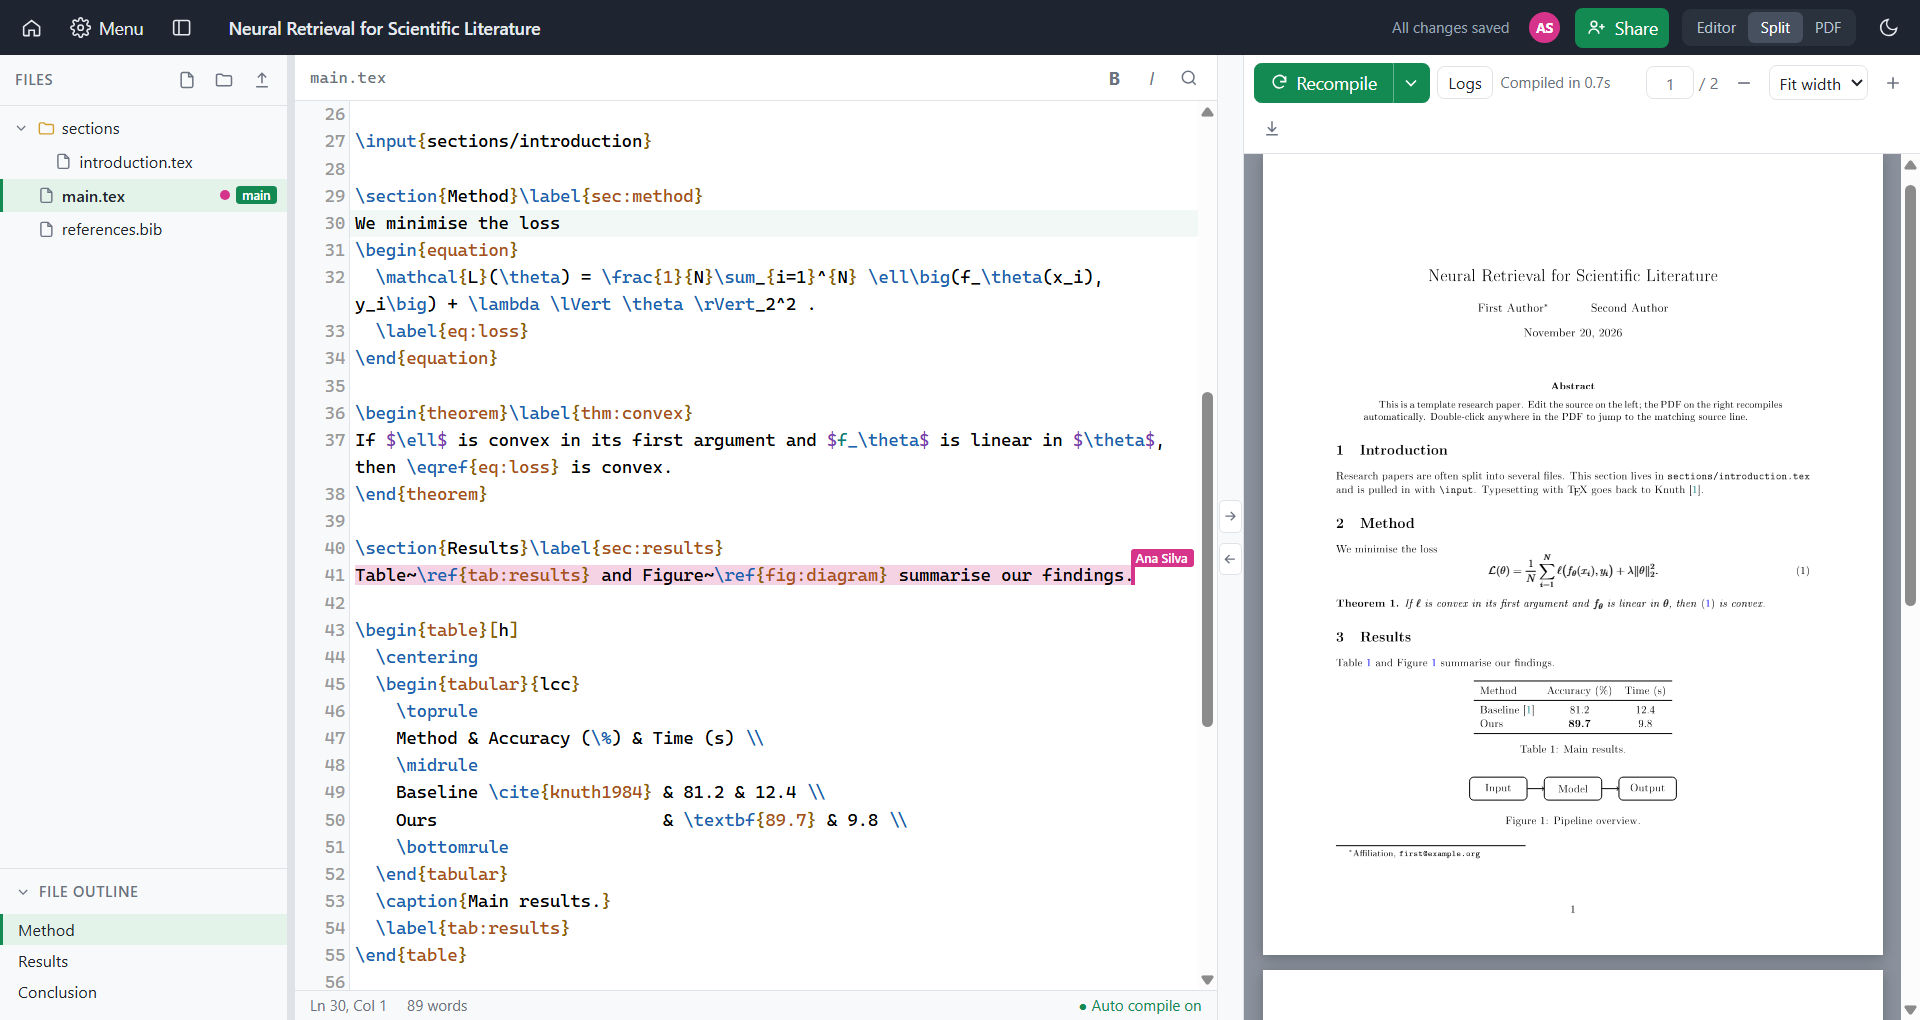 Menu
Neural Retrieval for Scientific Literature
All changes saved
AS
Share
Editor
Split
PDF
FILES
sections
introduction.tex
main.tex
main
references.bib
FILE OUTLINE
Method
Results
Conclusion
main.tex
B
I
26
27 \input{sections/introduction}
28
29 \section{Method}\label{sec:method}
30 We minimise the loss
31 \begin{equation}
32   \mathcal{L}(\theta) = \frac{1}{N}\sum_{i=1}^{N} \ell\big(f_\theta(x_i),
y_i\big) + \lambda \lVert \theta \rVert_2^2 .
33   \label{eq:loss}
34 \end{equation}
35
36 \begin{theorem}\label{thm:convex}
37 If $\ell$ is convex in its first argument and $f_\theta$ is linear in $\theta$,
then \eqref{eq:loss} is convex.
38 \end{theorem}
39
40 \section{Results}\label{sec:results}
Ana Silva
41 Table~\ref{tab:results} and Figure~\ref{fig:diagram} summarise our findings.
42
43 \begin{table}[h]
44   \centering
45   \begin{tabular}{lcc}
46     \toprule
47     Method & Accuracy (\%) & Time (s) \\
48     \midrule
49     Baseline \cite{knuth1984} & 81.2 & 12.4 \\
50     Ours                      & \textbf{89.7} & 9.8 \\
51     \bottomrule
52   \end{tabular}
53   \caption{Main results.}
54   \label{tab:results}
55 \end{table}
56
Ln 30, Col 1
89 words
Auto compile on
Recompile
Logs
Compiled in 0.7s
1 / 2
Fit width
Neural Retrieval for Scientific Literature
First Author* Second Author
November 20, 2026
Abstract
This is a template research paper. Edit the source on the left; the PDF on the right recompiles
automatically. Double-click anywhere in the PDF to jump to the matching source line.
1 Introduction
Research papers are often split into several files. This section lives in sections/introduction.tex
and is pulled in with \input. Typesetting with TEX goes back to Knuth [1].
2 Method
We minimise the loss
ℒ(θ) = 1/N ∑_{i=1}^{N} ℓ(f_θ(x_i), y_i) + λ‖θ‖₂². (1)
Theorem 1. If ℓ is convex in its first argument and f_θ is linear in θ, then (1) is convex.
3 Results
Table 1 and Figure 1 summarise our findings.
Method Accuracy (%) Time (s)
Baseline [1] 81.2 12.4
Ours 89.7 9.8
Table 1: Main results.
Input Model Output
Figure 1: Pipeline overview.
*Affiliation, first@example.org
1